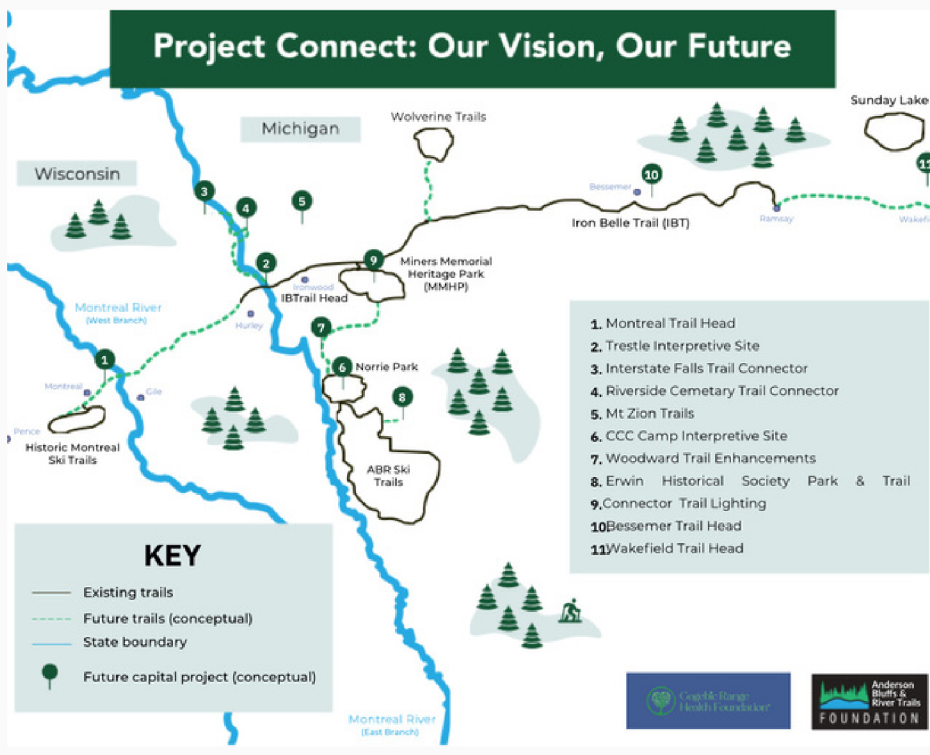 Project Connect: Our Vision, Our Future
Sunday Lake
Wolverine Trails
Michigan
Wisconsin
11
10
Bessemer
3
5
4
Iron Belle Trail (IBT)
Ramsay
Wakefi
9
Miners Memorial
Heritage Park
(MMHP)
2
Ironwood
IBTrail Head
Montreal River
(West Branch)
Hurley
7
1
6
Norrie Park
Montreal
Gile
8
Pence
Historic Montreal
Ski Trails
ABR Ski
Trails
1. Montreal Trail Head
2. Trestle Interpretive Site
3. Interstate Falls Trail Connector
4. Riverside Cemetary Trail Connector
5. Mt Zion Trails
6. CCC Camp Interpretive Site
7. Woodward Trail Enhancements
8. Erwin Historical Society Park & Trail
9. Connector Trail Lighting
10 Bessemer Trail Head
11 Wakefield Trail Head
KEY
Existing trails
Future trails (conceptual)
State boundary
Future capital project (conceptual)
Montreal River
(East Branch)
Gogebic Range
Health Foundation
Anderson
Bluffs &
River Trails
FOUNDATION